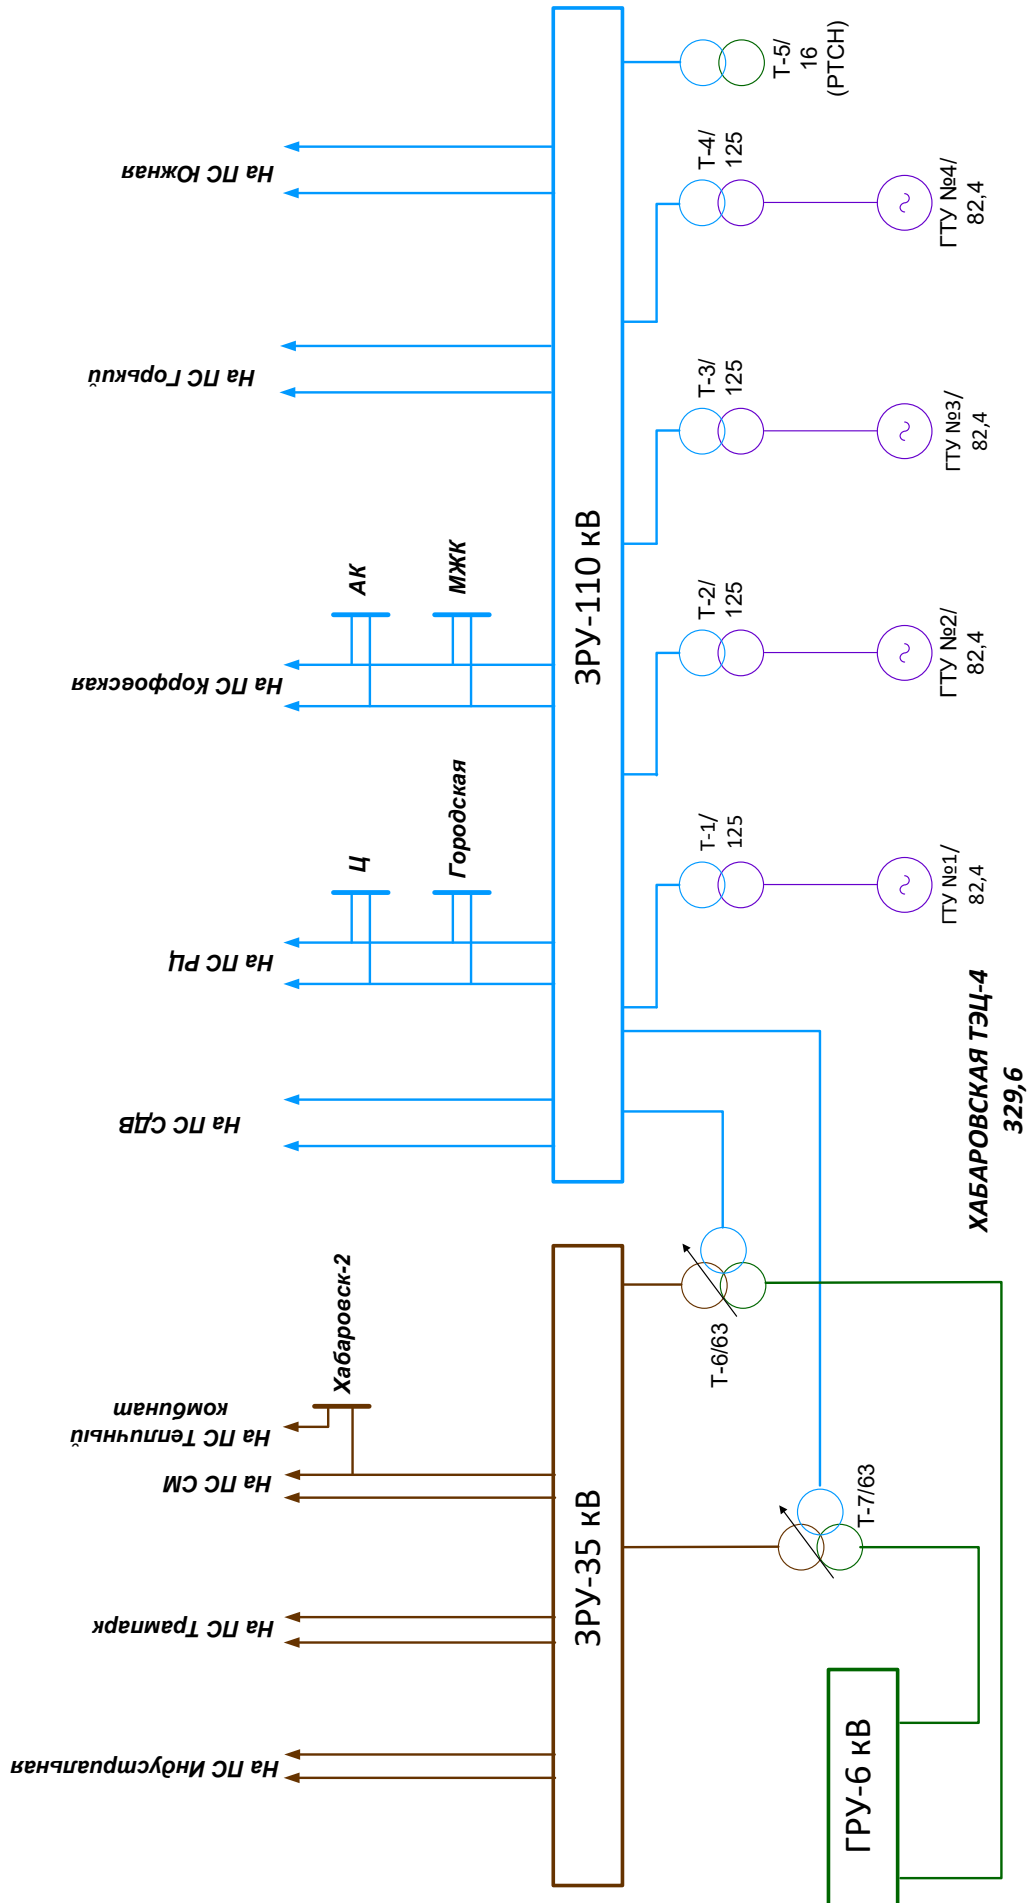 На ПС Индустриальная
На ПС Трампарк
На ПС СМ
На ПС Тепличный
комбинат
Хабаровск-2
На ПС СДВ
На ПС РЦ
Ц
Городская
На ПС Корфовская
АК
МЖК
На ПС Горький
На ПС Южная
ЗРУ-35 кВ
ЗРУ-110 кВ
ГРУ-6 кВ
Т-7/63
Т-6/63
Т-1/
125
Т-2/
125
Т-3/
125
Т-4/
125
Т-5/
16
(РТСН)
ГТУ №1/
82,4
ГТУ №2/
82,4
ГТУ №3/
82,4
ГТУ №4/
82,4
ХАБАРОВСКАЯ ТЭЦ-4
329,6